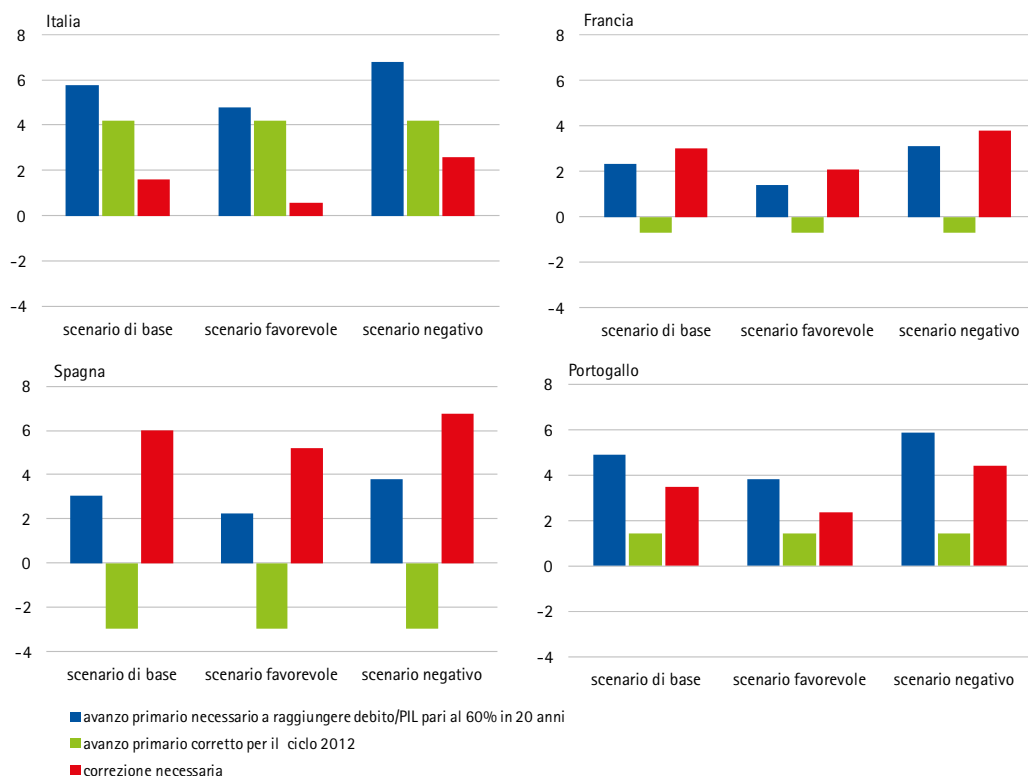 Italia
8
6
4
2
0
-2
-4
scenario di base scenario favorevole scenario negativo
Francia
8
6
4
2
0
-2
-4
scenario di base scenario favorevole scenario negativo
Spagna
8
6
4
2
0
-2
-4
scenario di base scenario favorevole scenario negativo
Portogallo
8
6
4
2
0
-2
-4
scenario di base scenario favorevole scenario negativo
avanzo primario necessario a raggiungere debito/PIL pari al 60% in 20 anni
avanzo primario corretto per il ciclo 2012
correzione necessaria